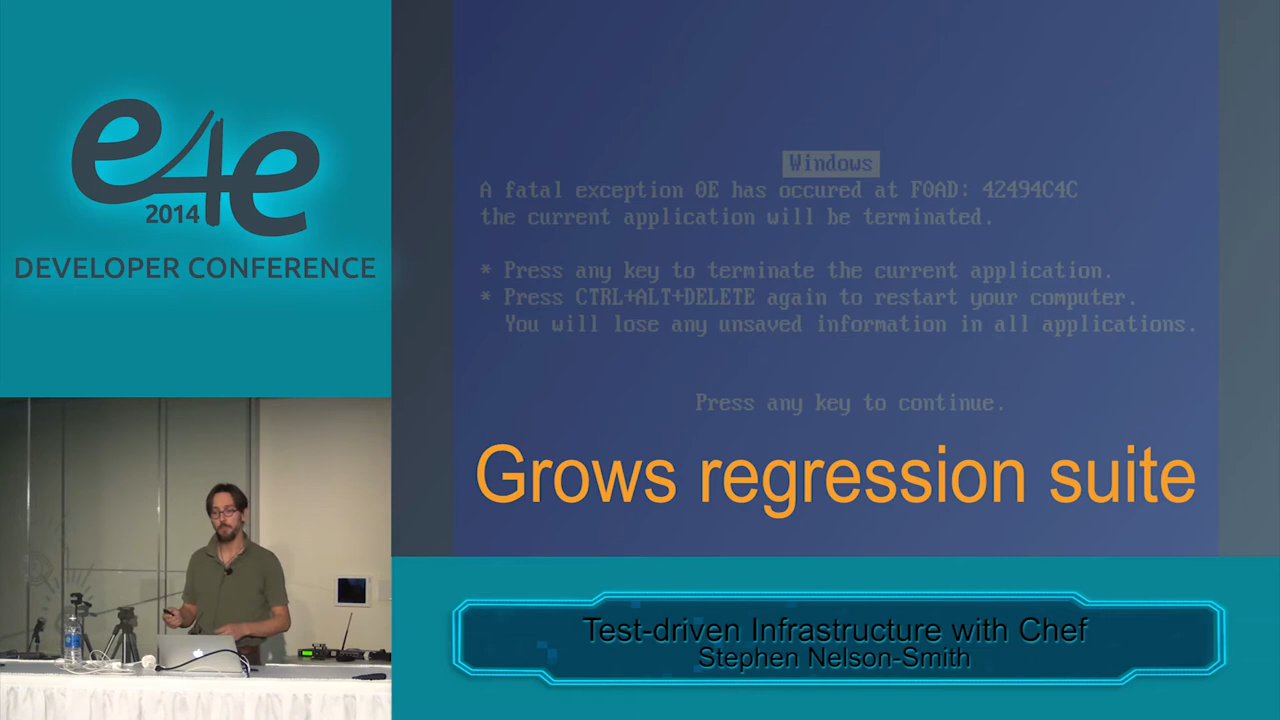 e4e
2014
DEVELOPER CONFERENCE
Windows
A fatal exception 0E has occured at F0AD: 42494C4C
the current application will be terminated.
* Press any key to terminate the current application.
* Press CTRL+ALT+DELETE again to restart your computer.
You will lose any unsaved information in all applications.
Press any key to continue.
Grows regression suite
Test-driven Infrastructure with Chef
Stephen Nelson-Smith